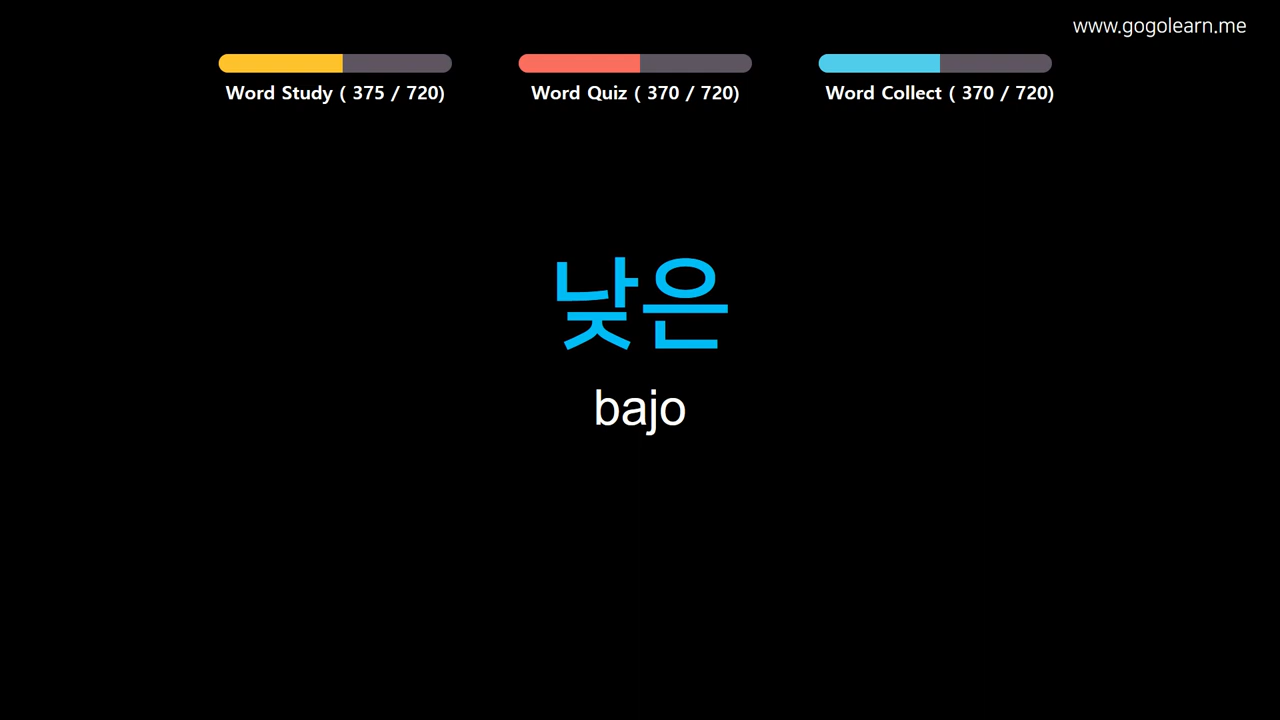 www.gogolearn.me
Word Study ( 375 / 720)
Word Quiz ( 370 / 720)
Word Collect ( 370 / 720)
낮은
bajo